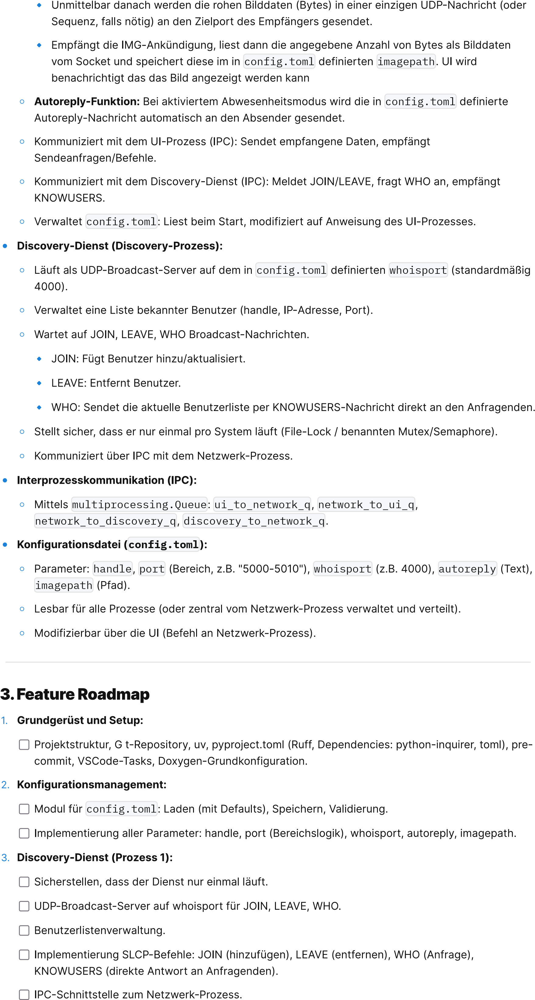 Unmittelbar danach werden die rohen Bilddaten (Bytes) in einer einzigen UDP-Nachricht (oder
Sequenz, falls nötig) an den Zielport des Empfängers gesendet.
Empfängt die IMG-Ankündigung, liest dann die angegebene Anzahl von Bytes als Bilddaten
vom Socket und speichert diese im in config.toml definierten imagepath. UI wird
benachrichtigt das das Bild angezeigt werden kann
Autoreply-Funktion: Bei aktiviertem Abwesenheitsmodus wird die in config.toml definierte
Autoreply-Nachricht automatisch an den Absender gesendet.
Kommuniziert mit dem UI-Prozess (IPC): Sendet empfangene Daten, empfängt
Sendeanfragen/Befehle.
Kommuniziert mit dem Discovery-Dienst (IPC): Meldet JOIN/LEAVE, fragt WHO an, empfängt
KNOWUSERS.
Verwaltet config.toml: Liest beim Start, modifiziert auf Anweisung des UI-Prozesses.
Discovery-Dienst (Discovery-Prozess):
Läuft als UDP-Broadcast-Server auf dem in config.toml definierten whoisport (standardmäßig
4000).
Verwaltet eine Liste bekannter Benutzer (handle, IP-Adresse, Port).
Wartet auf JOIN, LEAVE, WHO Broadcast-Nachrichten.
JOIN: Fügt Benutzer hinzu/aktualisiert.
LEAVE: Entfernt Benutzer.
WHO: Sendet die aktuelle Benutzerliste per KNOWUSERS-Nachricht direkt an den Anfragenden.
Stellt sicher, dass er nur einmal pro System läuft (File-Lock / benannten Mutex/Semaphore).
Kommuniziert über IPC mit dem Netzwerk-Prozess.
Interprozesskommunikation (IPC):
Mittels multiprocessing.Queue: ui_to_network_q, network_to_ui_q,
network_to_discovery_q, discovery_to_network_q.
Konfigurationsdatei (config.toml):
Parameter: handle, port (Bereich, z.B. "5000-5010"), whoisport (z.B. 4000), autoreply (Text),
imagepath (Pfad).
Lesbar für alle Prozesse (oder zentral vom Netzwerk-Prozess verwaltet und verteilt).
Modifizierbar über die UI (Befehl an Netzwerk-Prozess).
3. Feature Roadmap
1. Grundgerüst und Setup:
Projektstruktur, G t-Repository, uv, pyproject.toml (Ruff, Dependencies: python-inquirer, toml), pre-
commit, VSCode-Tasks, Doxygen-Grundkonfiguration.
2. Konfigurationsmanagement:
Modul für config.toml: Laden (mit Defaults), Speichern, Validierung.
Implementierung aller Parameter: handle, port (Bereichslogik), whoisport, autoreply, imagepath.
3. Discovery-Dienst (Prozess 1):
Sicherstellen, dass der Dienst nur einmal läuft.
UDP-Broadcast-Server auf whoisport für JOIN, LEAVE, WHO.
Benutzerlistenverwaltung.
Implementierung SLCP-Befehle: JOIN (hinzufügen), LEAVE (entfernen), WHO (Anfrage),
KNOWUSERS (direkte Antwort an Anfragenden).
IPC-Schnittstelle zum Netzwerk-Prozess.